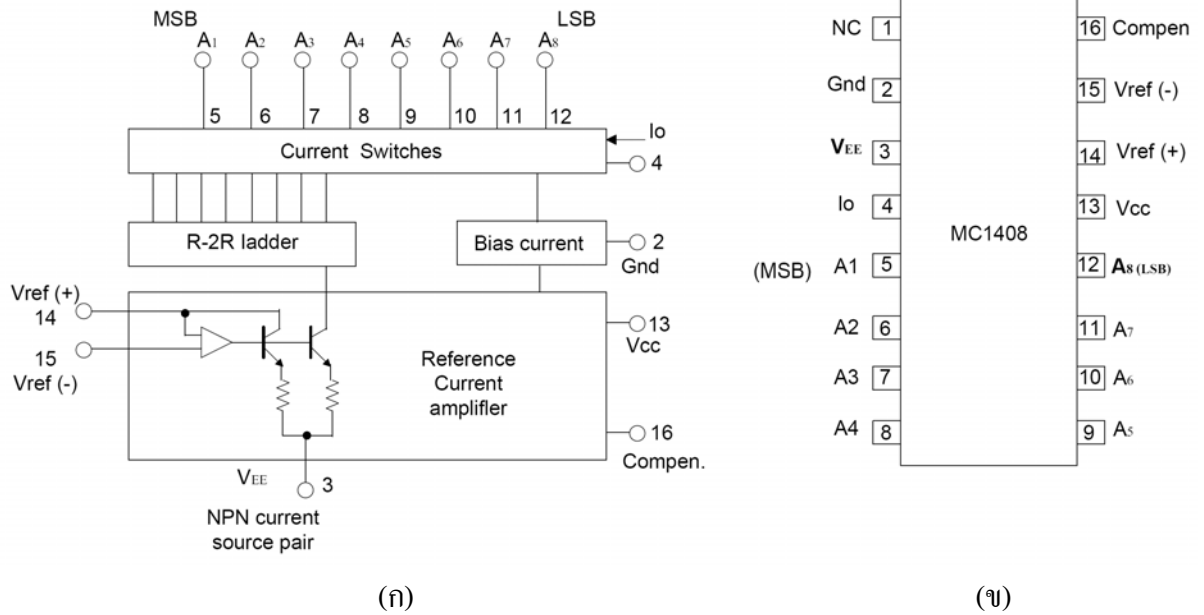 MSB LSB
A1 A2 A3 A4 A5 A6 A7 A8
5 6 7 8 9 10 11 12
Io
Current Switches
4
R-2R ladder
Bias current
2
Gnd
Vref (+)
14
15
Vref (-)
13
Vcc
Reference
Current
amplifler
16
Compen.
VEE
3
NPN current
source pair
(ก)
NC 1 16 Compen
Gnd 2 15 Vref (-)
VEE 3 14 Vref (+)
Io 4 13 Vcc
MC1408
(MSB) A1 5 12 A8 (LSB)
A2 6 11 A7
A3 7 10 A6
A4 8 9 A5
(ข)